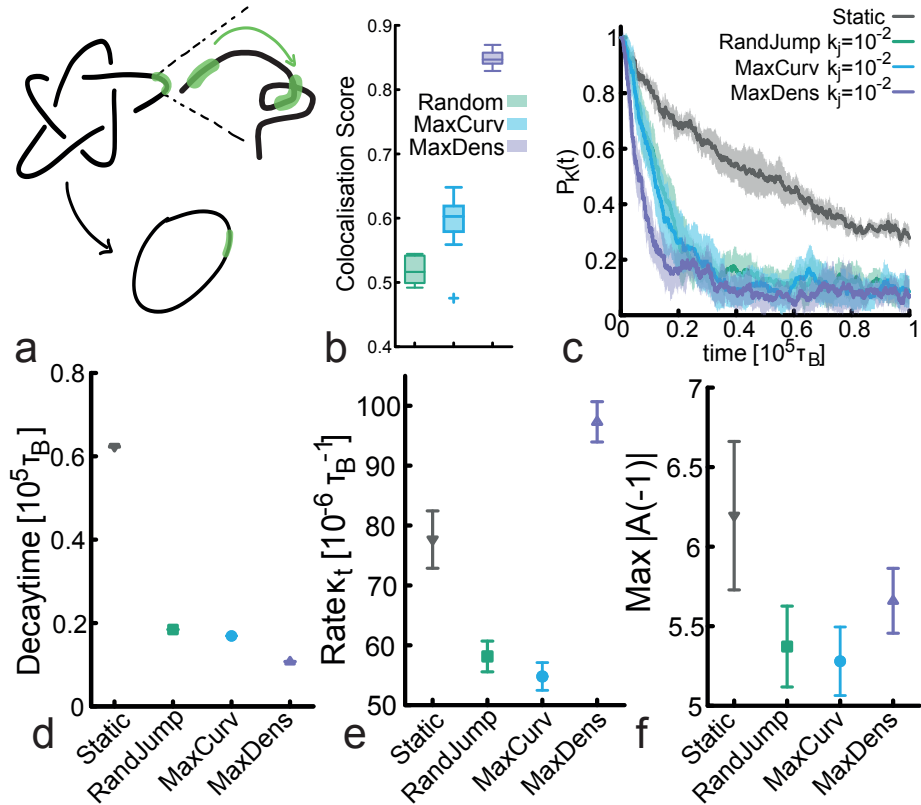 a
Colocalisation Score
0.9
0.8
0.7
0.6
0.5
0.4
Random
MaxCurv
MaxDens
b
P_K(t)
1
0.8
0.6
0.4
0.2
0
0
0.2
0.4
0.6
0.8
1
time [10^5 τ_B]
Static
RandJump k_j=10^-2
MaxCurv k_j=10^-2
MaxDens k_j=10^-2
c
Decaytime [10^5 τ_B]
0.8
0.6
0.4
0.2
0
Static
RandJump
MaxCurv
MaxDens
d
Rate κ_t [10^-6 τ_B^-1]
100
90
80
70
60
50
Static
RandJump
MaxCurv
MaxDens
e
Max |A(-1)|
7
6.5
6
5.5
5
Static
RandJump
MaxCurv
MaxDens
f